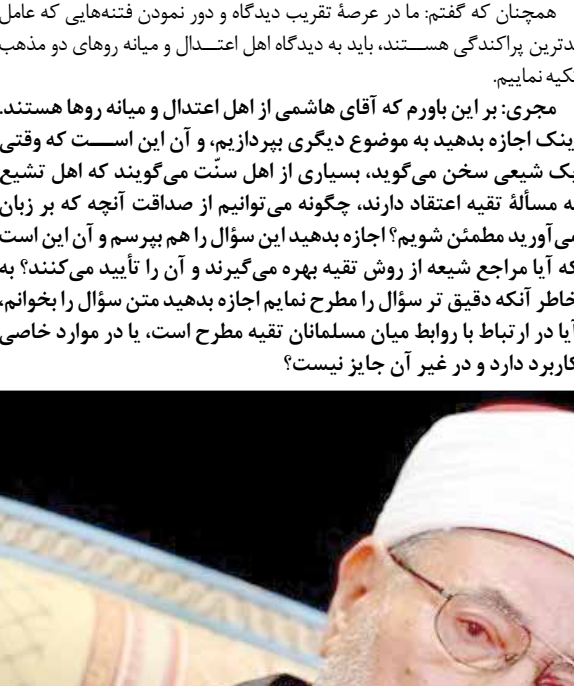 همچنان که گفتم: ما در عرصهٔ تقریب دیدگاه و دور نمودن فتنه‌هایی که عامل
بدترین پراکندگی هستند، باید به دیدگاه اهل اعتدال و میانه روهای دو مذهب
تکیه نماییم.
مجری: بر این باورم که آقای هاشمی از اهل اعتدال و میانه روها هستند.
اینک اجازه بدهید به موضوع دیگری بپردازیم، و آن این است که وقتی
یک شیعی سخن می‌گوید، بسیاری از اهل سنّت می‌گویند که اهل تشیع
به مسألهٔ تقیه اعتقاد دارند، چگونه می‌توانیم از صداقت آنچه که بر زبان
می‌آورید مطمئن شویم؟ اجازه بدهید این سؤال را هم بپرسم و آن این است
که آیا مراجع شیعه از روش تقیه بهره می‌گیرند و آن را تأیید می‌کنند؟ به
خاطر آنکه دقیق تر سؤال را مطرح نمایم اجازه بدهید متن سؤال را بخوانم،
آیا در ارتباط با روابط میان مسلمانان تقیه مطرح است، یا در موارد خاصی
کاربرد دارد و در غیر آن جایز نیست؟